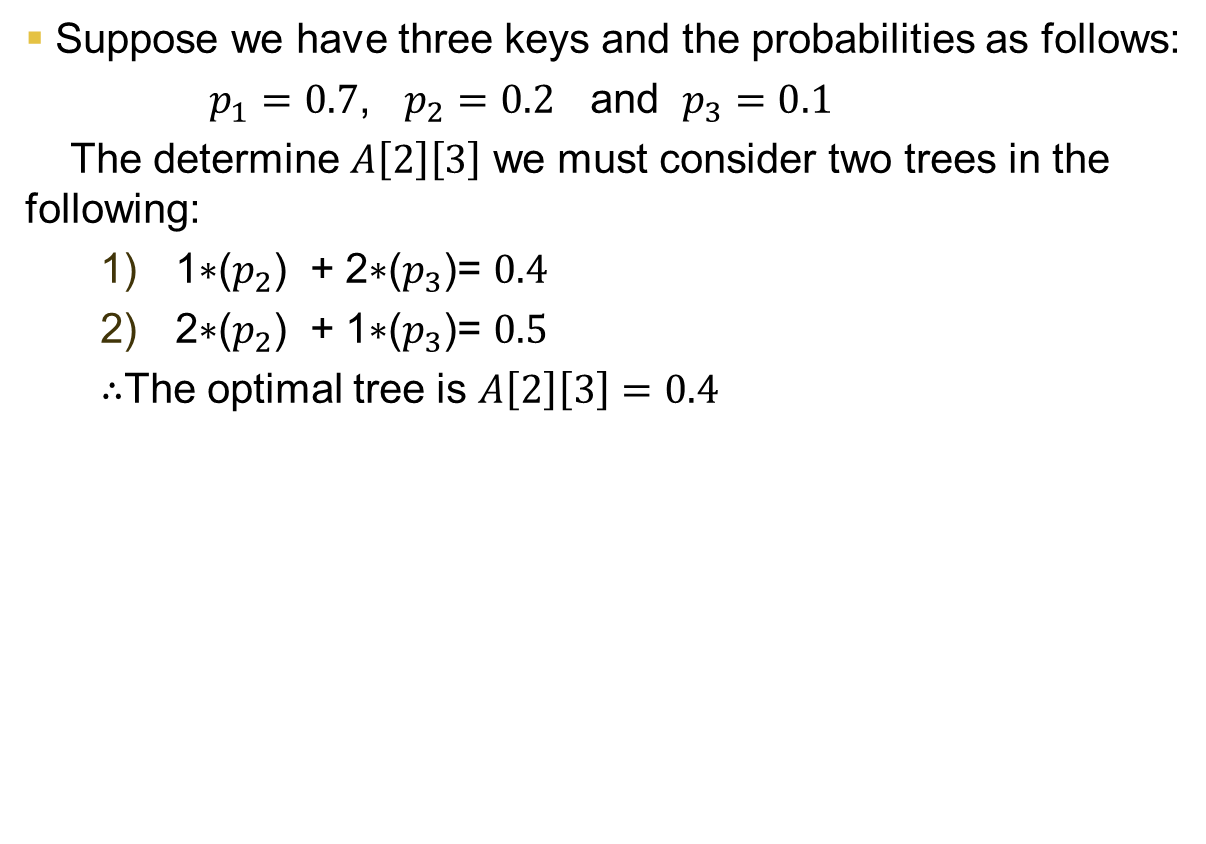 ▪ Suppose we have three keys and the probabilities as follows:
𝑝₁ = 0.7, 𝑝₂ = 0.2 and 𝑝₃ = 0.1
The determine 𝐴[2][3] we must consider two trees in the
following:
1) 1∗(𝑝₂) + 2∗(𝑝₃)= 0.4
2) 2∗(𝑝₂) + 1∗(𝑝₃)= 0.5
∴The optimal tree is 𝐴[2][3] = 0.4